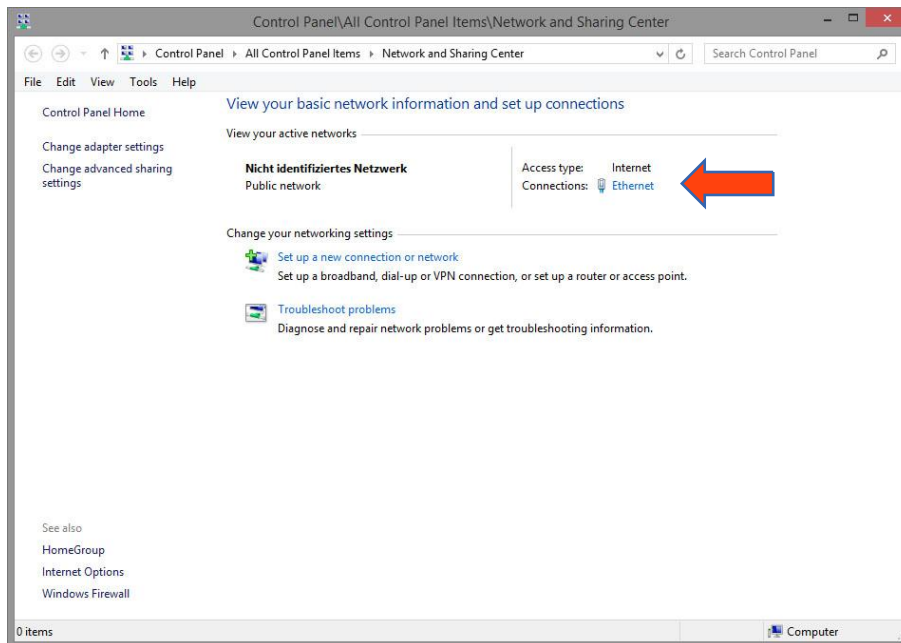 Control Panel\All Control Panel Items\Network and Sharing Center
Control Panel All Control Panel Items Network and Sharing Center
Search Control Panel
File Edit View Tools Help
Control Panel Home
Change adapter settings
Change advanced sharing
settings
View your basic network information and set up connections
View your active networks
Nicht identifiziertes Netzwerk
Public network
Access type: Internet
Connections: Ethernet
Change your networking settings
Set up a new connection or network
Set up a broadband, dial-up or VPN connection, or set up a router or access point.
Troubleshoot problems
Diagnose and repair network problems or get troubleshooting information.
See also
HomeGroup
Internet Options
Windows Firewall
0 items
Computer